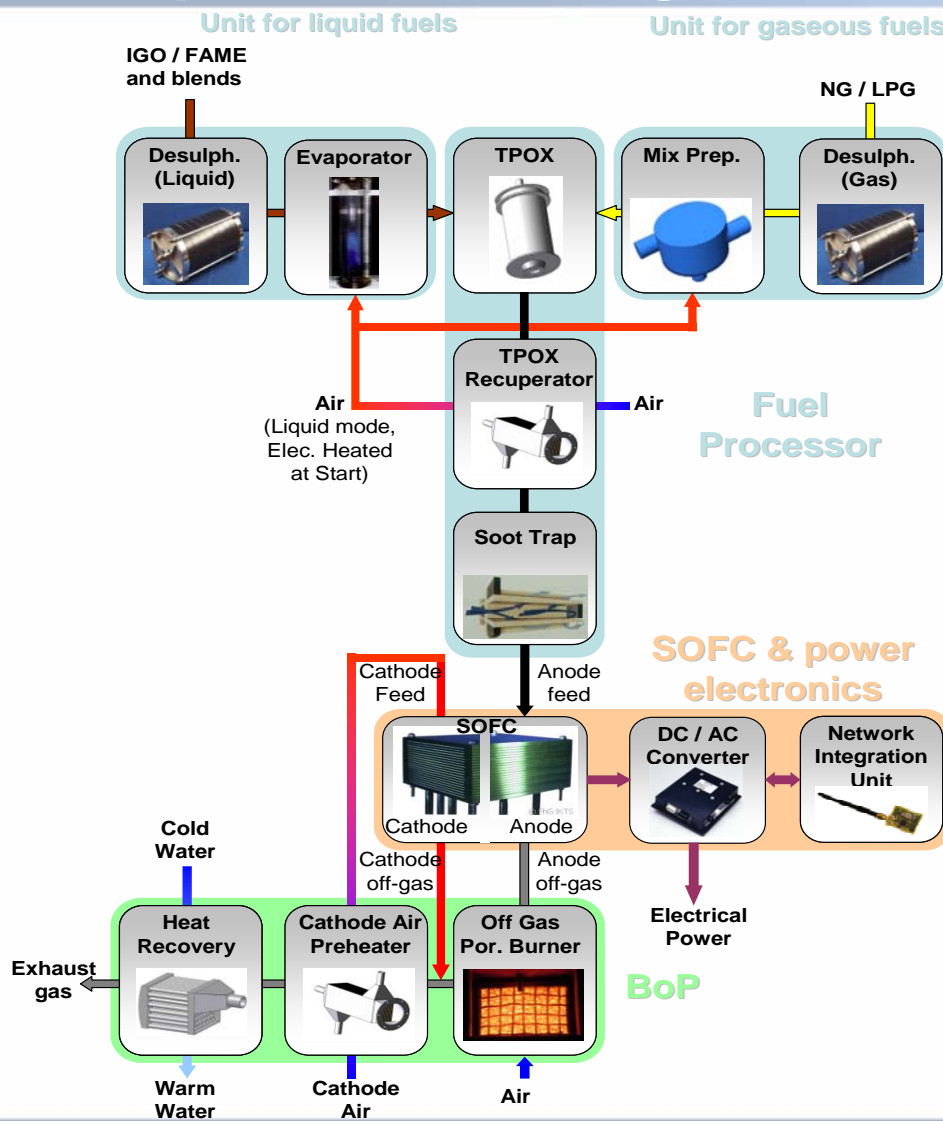 Unit for liquid fuels
Unit for gaseous fuels
IGO / FAME
and blends
NG / LPG
Desulph.
(Liquid)
Evaporator
TPOX
Mix Prep.
Desulph.
(Gas)
TPOX
Recuperator
Air
(Liquid mode,
Elec. Heated
at Start)
Air
Fuel
Processor
Soot Trap
SOFC & power
electronics
Cathode
Feed
Anode
feed
SOFC
DC / AC
Converter
Network
Integration
Unit
Cathode
Anode
Cold
Water
Cathode
off-gas
Anode
off-gas
Electrical
Power
Heat
Recovery
Cathode Air
Preheater
Off Gas
Por. Burner
Exhaust
gas
BoP
Warm
Water
Cathode
Air
Air